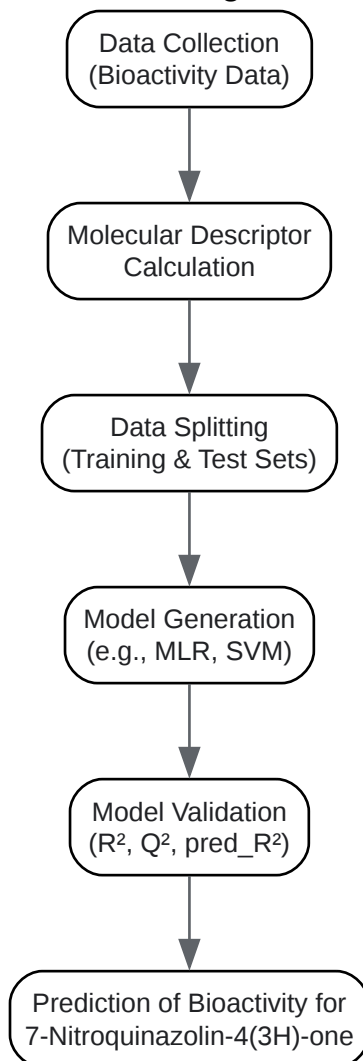 Data Collection
(Bioactivity Data)
Molecular Descriptor
Calculation
Data Splitting
(Training & Test Sets)
Model Generation
(e.g., MLR, SVM)
Model Validation
(R², Q², pred_R²)
Prediction of Bioactivity for
7-Nitroquinazolin-4(3H)-one